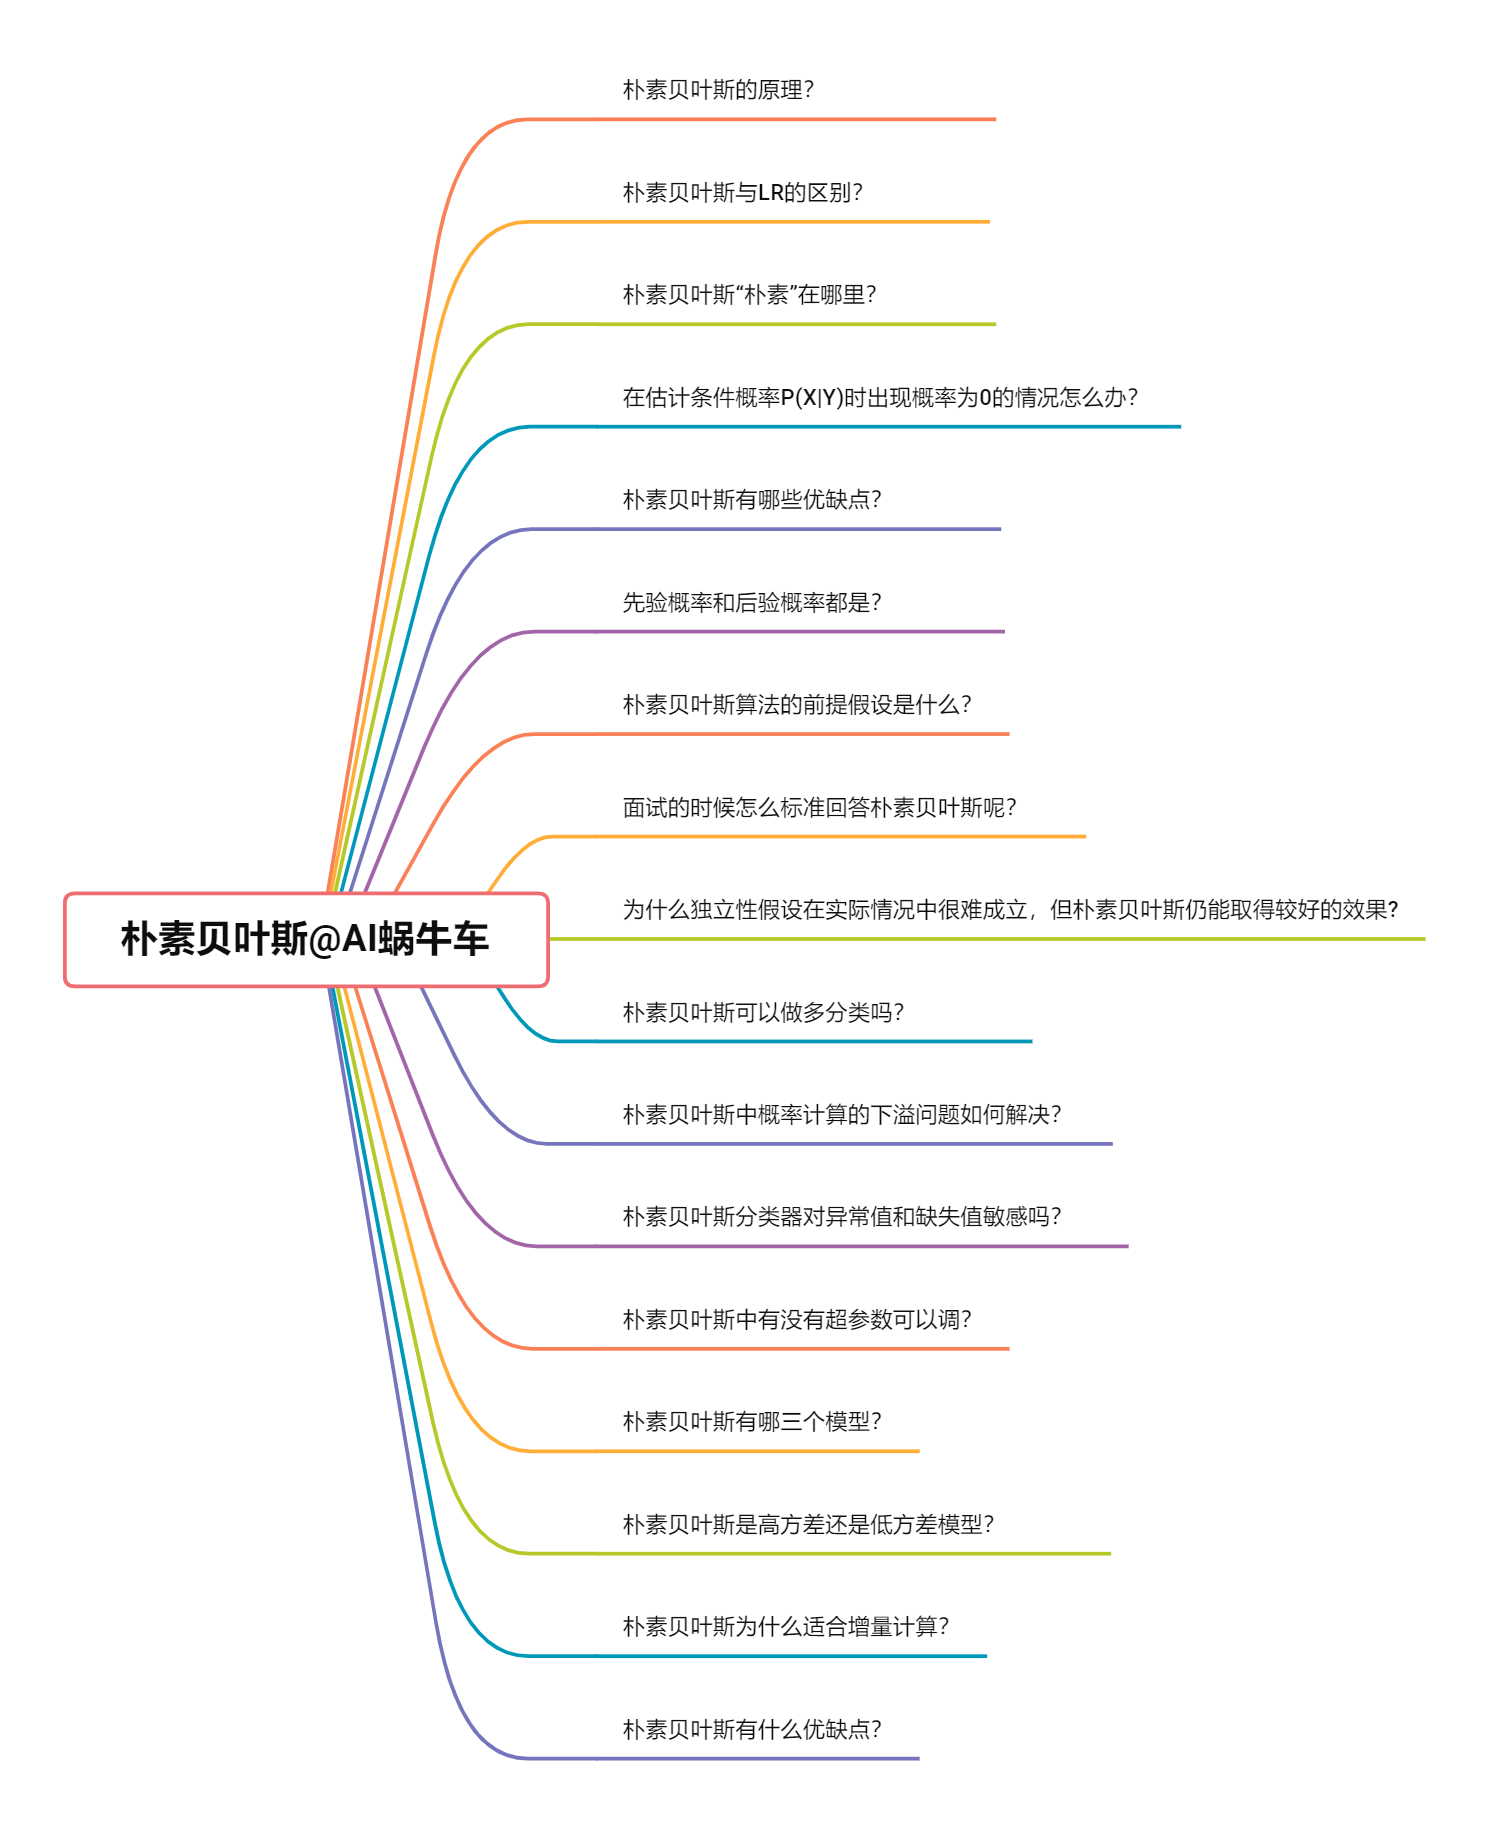 朴素贝叶斯的原理？
朴素贝叶斯与LR的区别？
朴素贝叶斯“朴素”在哪里？
在估计条件概率P(X|Y)时出现概率为0的情况怎么办？
朴素贝叶斯有哪些优缺点？
先验概率和后验概率都是？
朴素贝叶斯算法的前提假设是什么？
面试的时候怎么标准回答朴素贝叶斯呢？
为什么独立性假设在实际情况中很难成立，但朴素贝叶斯仍能取得较好的效果?
朴素贝叶斯@AI蜗牛车
朴素贝叶斯可以做多分类吗？
朴素贝叶斯中概率计算的下溢问题如何解决？
朴素贝叶斯分类器对异常值和缺失值敏感吗？
朴素贝叶斯中有没有超参数可以调？
朴素贝叶斯有哪三个模型？
朴素贝叶斯是高方差还是低方差模型？
朴素贝叶斯为什么适合增量计算？
朴素贝叶斯有什么优缺点？